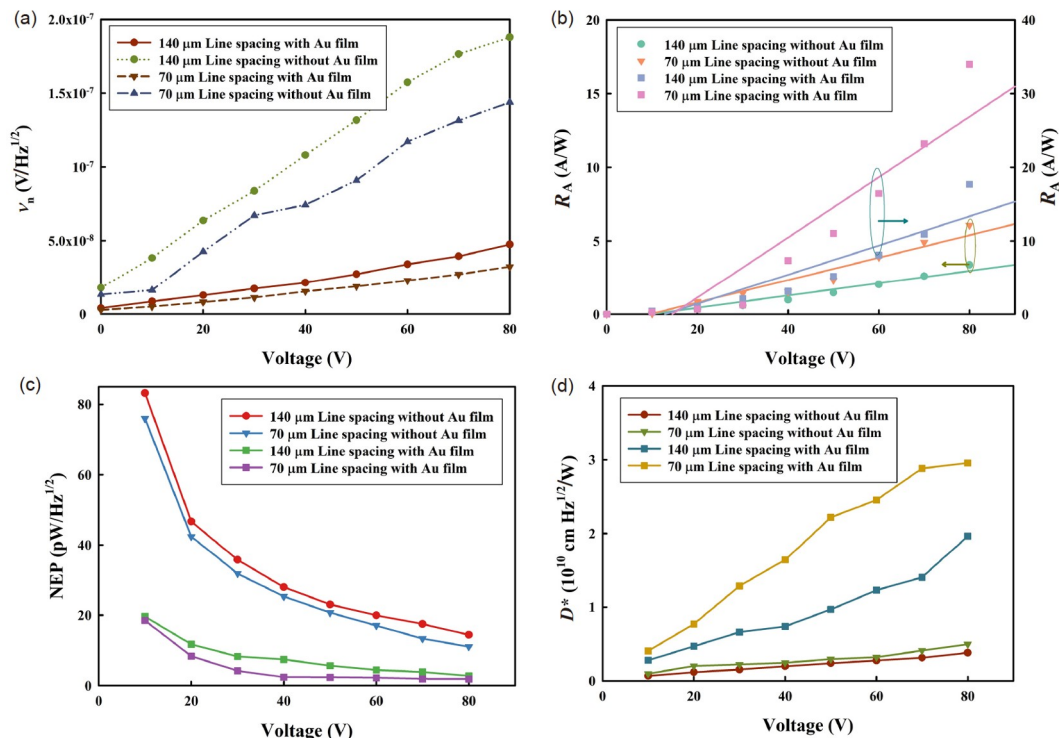 (a)
2.0x10⁻⁷
1.5x10⁻⁷
10⁻⁷
5.0x10⁻⁸
0
νn (V/Hz1/2)
140 μm Line spacing with Au film
140 μm Line spacing without Au film
70 μm Line spacing with Au film
70 μm Line spacing without Au film
0 20 40 60 80
Voltage (V)
(b)
20
15
10
5
0
RA (A/W)
140 μm Line spacing without Au film
70 μm Line spacing without Au film
140 μm Line spacing with Au film
70 μm Line spacing with Au film
40
30
20
10
0
RA (A/W)
0 20 40 60 80
Voltage (V)
(c)
80
60
40
20
0
NEP (pW/Hz1/2)
140 μm Line spacing without Au film
70 μm Line spacing without Au film
140 μm Line spacing with Au film
70 μm Line spacing with Au film
0 20 40 60 80
Voltage (V)
(d)
4
3
2
1
0
D* (10¹⁰ cm Hz1/2/W)
140 μm Line spacing without Au film
70 μm Line spacing without Au film
140 μm Line spacing with Au film
70 μm Line spacing with Au film
0 20 40 60 80
Voltage (V)